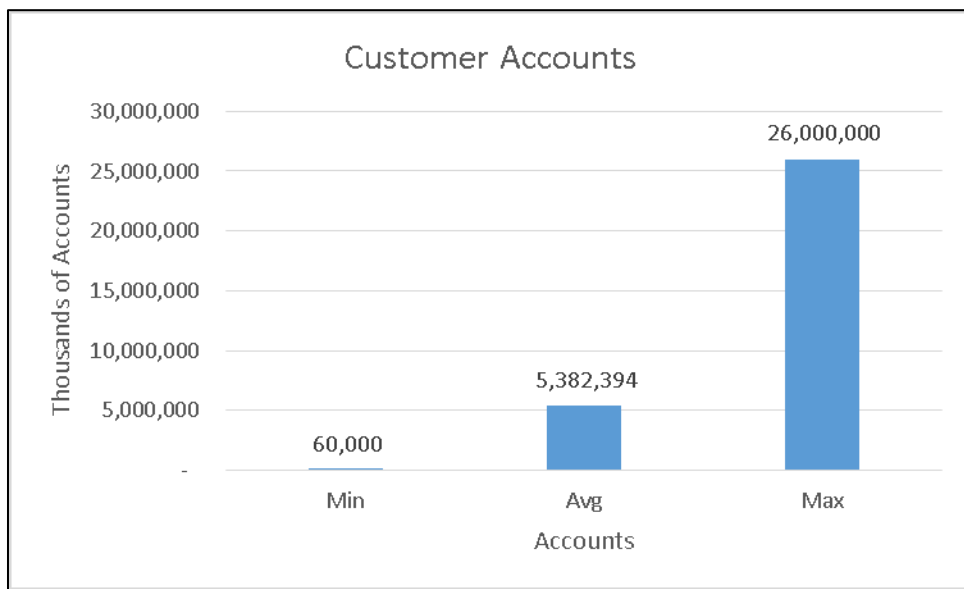 Customer Accounts
Thousands of Accounts
30,000,000
25,000,000
20,000,000
15,000,000
10,000,000
5,000,000
-
60,000
5,382,394
26,000,000
Min
Avg
Max
Accounts